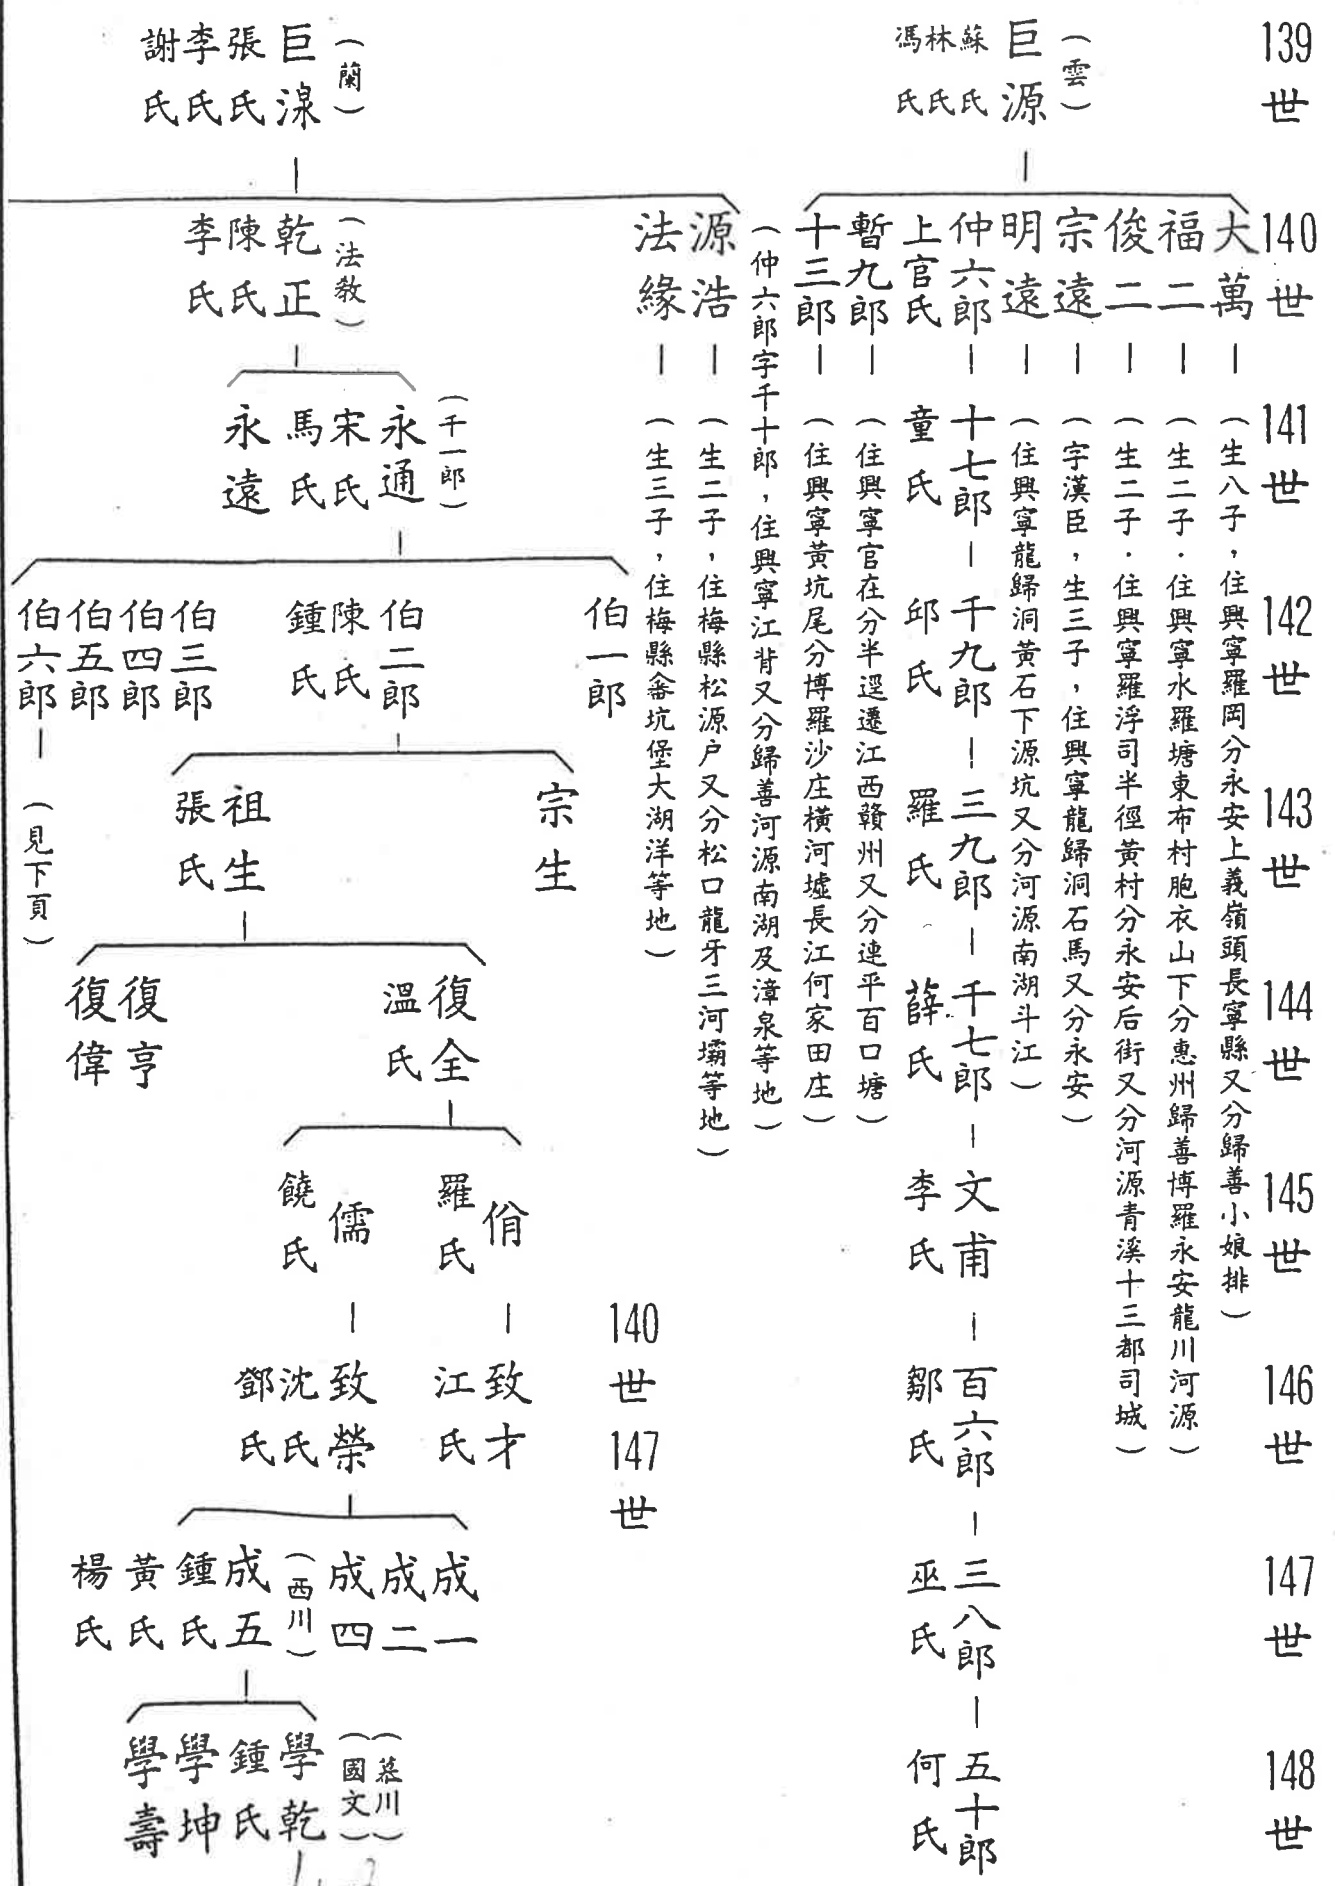 139世
巨源（雲）
蘇氏
林氏
馮氏
巨湶（蘭）
張氏
李氏
謝氏
140世
大萬
福二
俊二
宗遠
明遠
仲六郎
上官氏
暫九郎
十三郎
（仲六郎字千十郎，住興寧江背又分歸善河源南湖及漳泉等地）
源浩
法緣
乾正（法教）
陳氏
李氏
141世
（生八子，住興寧羅岡分永安上義嶺頭長寧縣又分歸善小娘排）
（生二子．住興寧水羅塘東布村胞衣山下分惠州歸善博羅永安龍川河源）
（生二子．住興寧羅浮司半徑黃村分永安后街又分河源青溪十三都司城）
（字漢臣，生三子，住興寧龍歸洞石馬又分永安）
（住興寧龍歸洞黃石下源坑又分河源南湖斗江）
十七郎
童氏
（住興寧官在分半逕遷江西贛州又分連平百口塘）
（住興寧黃坑尾分博羅沙庄橫河墟長江何家田庄）
（生二子，住梅縣松源户又分松口龍牙三河壩等地）
（生三子，住梅縣畬坑堡大湖洋等地）
永通（千一郎）
宋氏
馬氏
永遠
142世
千九郎
邱氏
伯一郎
伯二郎
陳氏
鍾氏
伯三郎
伯四郎
伯五郎
伯六郎
（見下頁）
143世
三九郎
羅氏
宗生
祖生
張氏
144世
千七郎
薛氏
復全
溫氏
復亨
復偉
145世
文甫
李氏
佾
羅氏
儒
饒氏
146世
百六郎
鄒氏
140世
147世
致才
江氏
致榮
沈氏
鄧氏
147世
三八郎
巫氏
成一
成二
成四
成五（西川）
鍾氏
黃氏
楊氏
148世
五十郎
何氏
學乾（慕川）（國文）
鍾氏
學坤
學壽